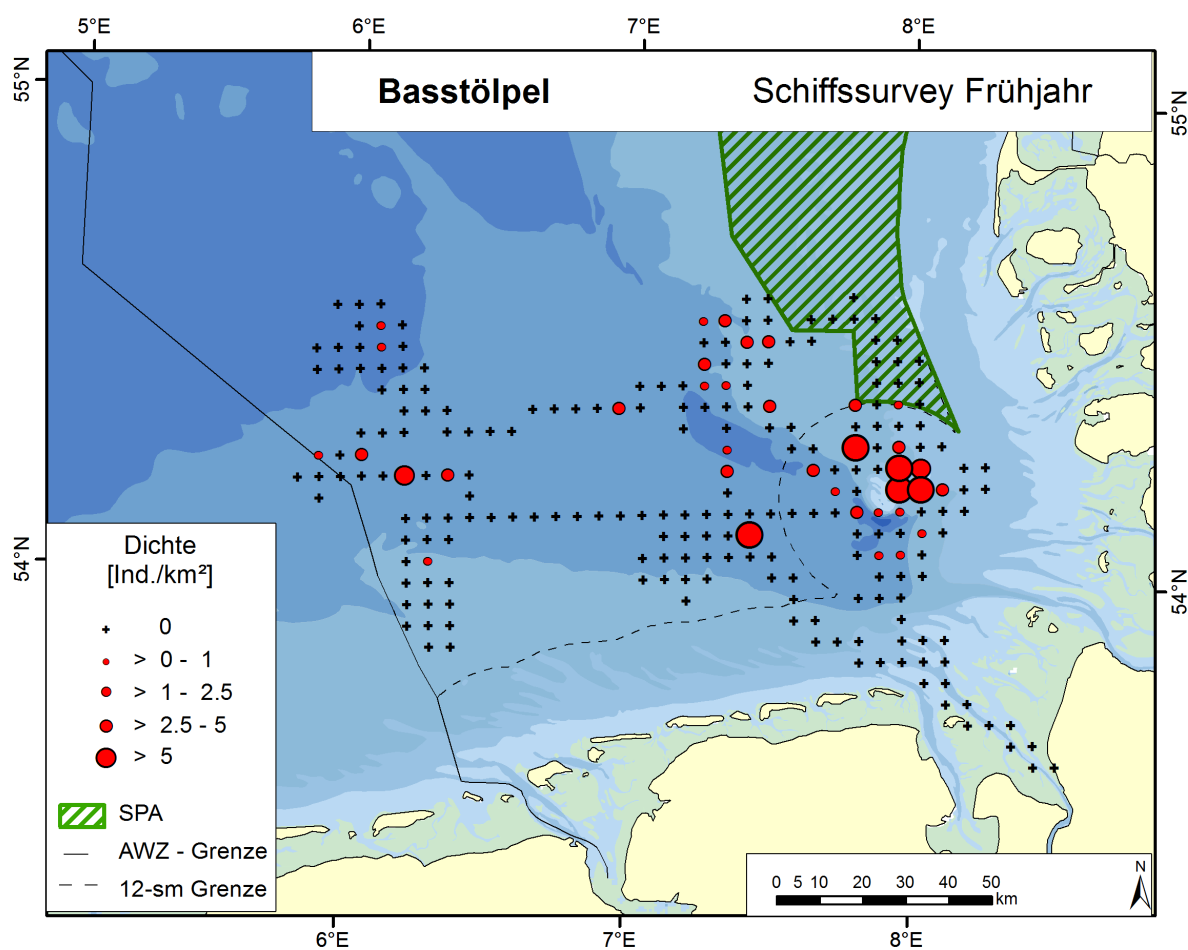 5°E 6°E 7°E 8°E
55°N
55°N
Basstölpel Schiffssurvey Frühjahr
54°N
54°N
Dichte
[Ind./km²]
0
> 0 - 1
> 1 - 2.5
> 2.5 - 5
> 5
SPA
AWZ - Grenze
12-sm Grenze
N
0 5 10 20 30 40 50
km
6°E 7°E 8°E